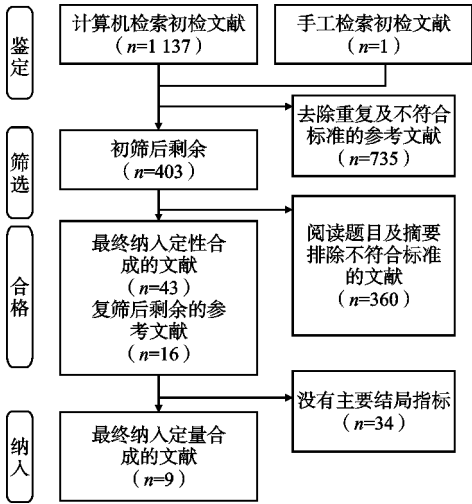 鉴定
计算机检索初检文献
（n=1 137）
手工检索初检文献
（n=1）
去除重复及不符合
标准的参考文献
（n=735）
筛选
初筛后剩余
（n=403）
阅读题目及摘要
排除不符合标准
的文献
（n=360）
合格
最终纳入定性合
成的文献
（n=43）
复筛后剩余的参
考文献
（n=16）
没有主要结局指标
（n=34）
纳入
最终纳入定量合
成的文献
（n=9）